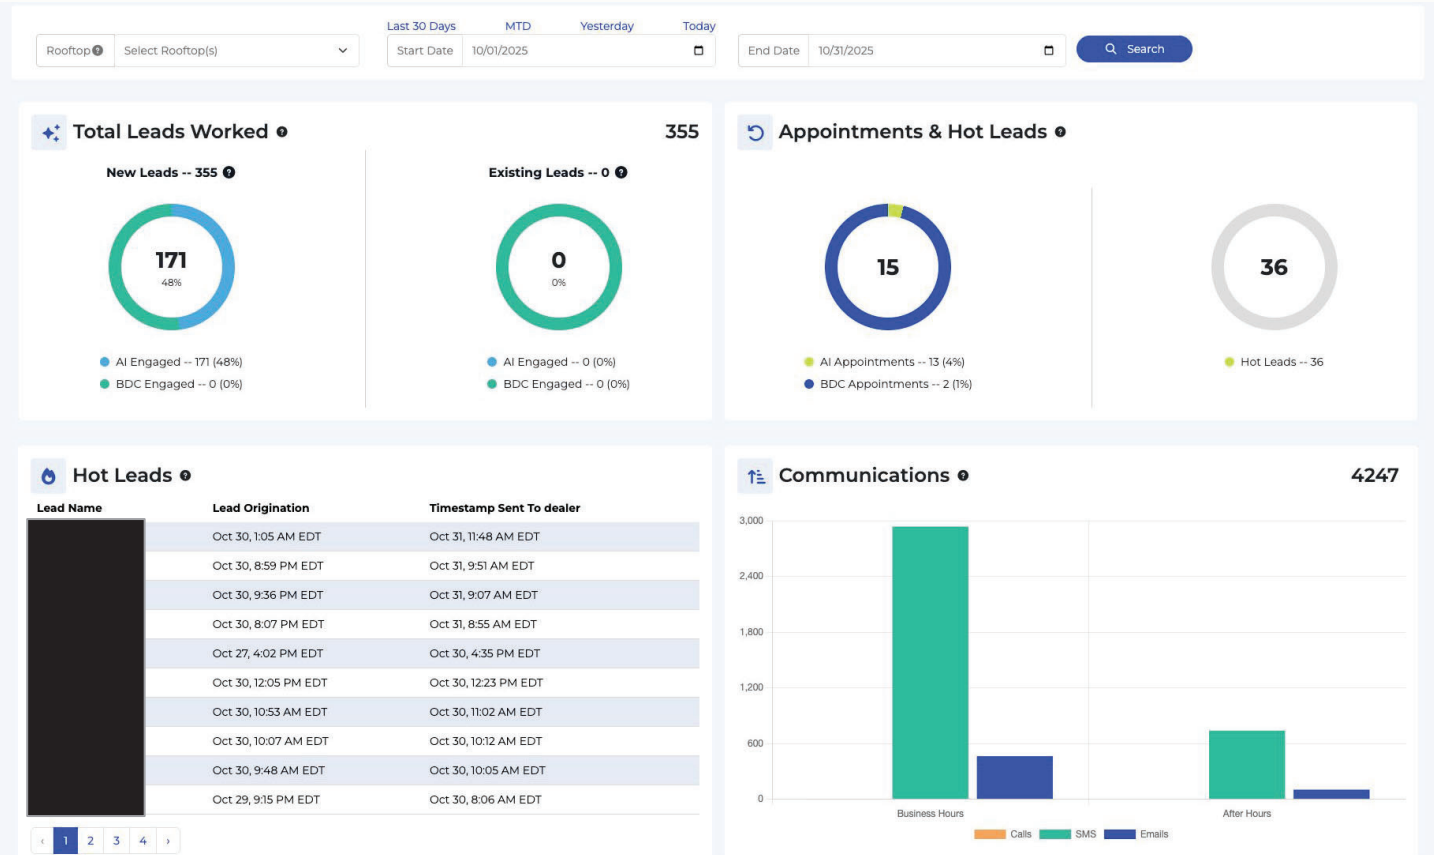 Last 30 Days MTD Yesterday Today
Rooftop Select Rooftop(s) Start Date 10/01/2025 End Date 10/31/2025 Search
Total Leads Worked 355
New Leads -- 355
171
48%
AI Engaged -- 171 (48%)
BDC Engaged -- 0 (0%)
Existing Leads -- 0
0
0%
AI Engaged -- 0 (0%)
BDC Engaged -- 0 (0%)
Appointments & Hot Leads
15
AI Appointments -- 13 (4%)
BDC Appointments -- 2 (1%)
36
Hot Leads -- 36
Hot Leads
Lead Name Lead Origination Timestamp Sent To dealer
Oct 30, 1:05 AM EDT Oct 31, 11:48 AM EDT
Oct 30, 8:59 PM EDT Oct 31, 9:51 AM EDT
Oct 30, 9:36 PM EDT Oct 31, 9:07 AM EDT
Oct 30, 8:07 PM EDT Oct 31, 8:55 AM EDT
Oct 27, 4:02 PM EDT Oct 30, 4:35 PM EDT
Oct 30, 12:05 PM EDT Oct 30, 12:23 PM EDT
Oct 30, 10:53 AM EDT Oct 30, 11:02 AM EDT
Oct 30, 10:07 AM EDT Oct 30, 10:12 AM EDT
Oct 30, 9:48 AM EDT Oct 30, 10:05 AM EDT
Oct 29, 9:15 PM EDT Oct 30, 8:06 AM EDT
‹ 1 2 3 4 ›
Communications 4247
3,000
2,400
1,800
1,200
600
0
Business Hours After Hours
Calls SMS Emails